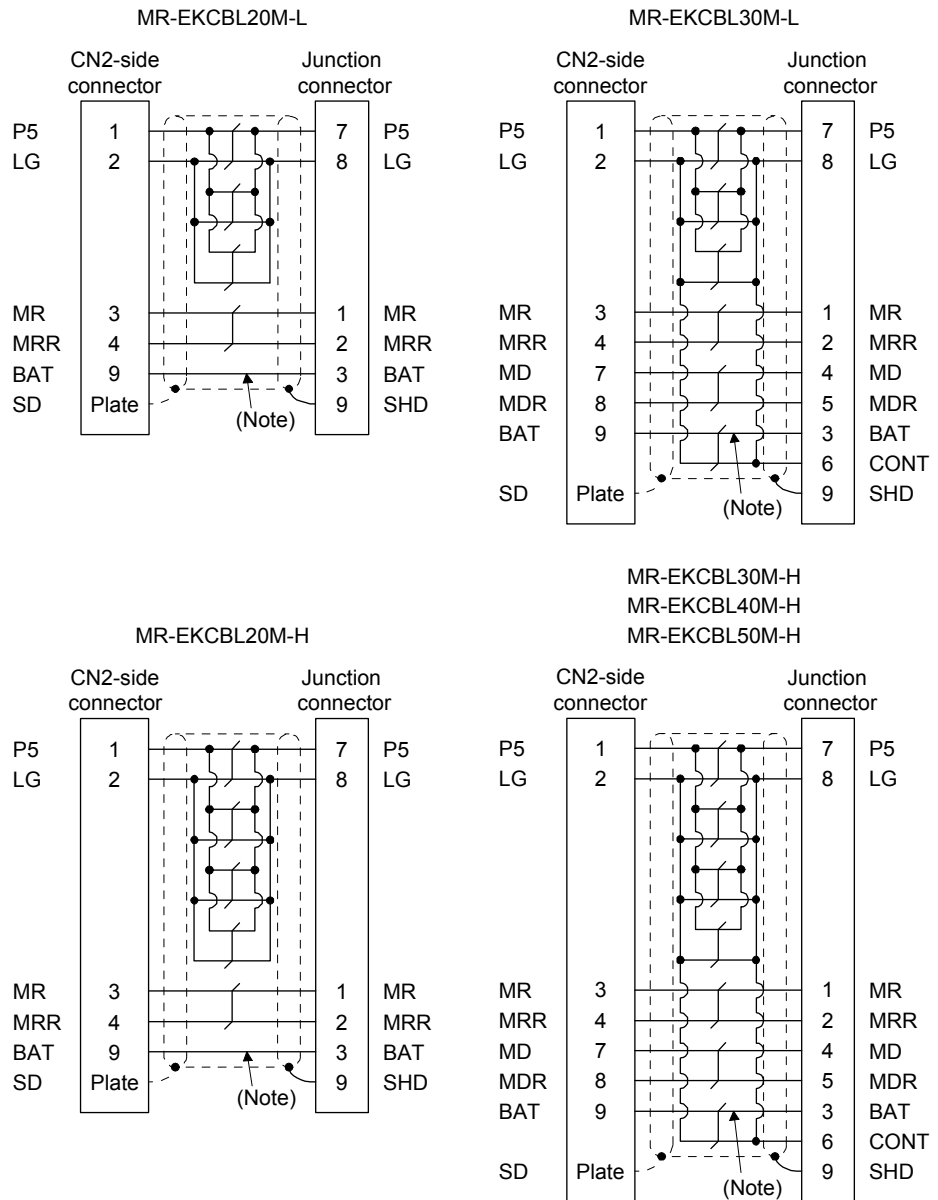 MR-EKCBL20M-L
CN2-side connector
Junction connector
P5 1 7 P5
LG 2 8 LG
MR 3 1 MR
MRR 4 2 MRR
BAT 9 3 BAT
SD Plate 9 SHD
(Note)
MR-EKCBL30M-L
CN2-side connector
Junction connector
P5 1 7 P5
LG 2 8 LG
MR 3 1 MR
MRR 4 2 MRR
MD 7 4 MD
MDR 8 5 MDR
BAT 9 3 BAT
6 CONT
SD Plate 9 SHD
(Note)
MR-EKCBL20M-H
CN2-side connector
Junction connector
P5 1 7 P5
LG 2 8 LG
MR 3 1 MR
MRR 4 2 MRR
BAT 9 3 BAT
SD Plate 9 SHD
(Note)
MR-EKCBL30M-H
MR-EKCBL40M-H
MR-EKCBL50M-H
CN2-side connector
Junction connector
P5 1 7 P5
LG 2 8 LG
MR 3 1 MR
MRR 4 2 MRR
MD 7 4 MD
MDR 8 5 MDR
BAT 9 3 BAT
6 CONT
SD Plate 9 SHD
(Note)